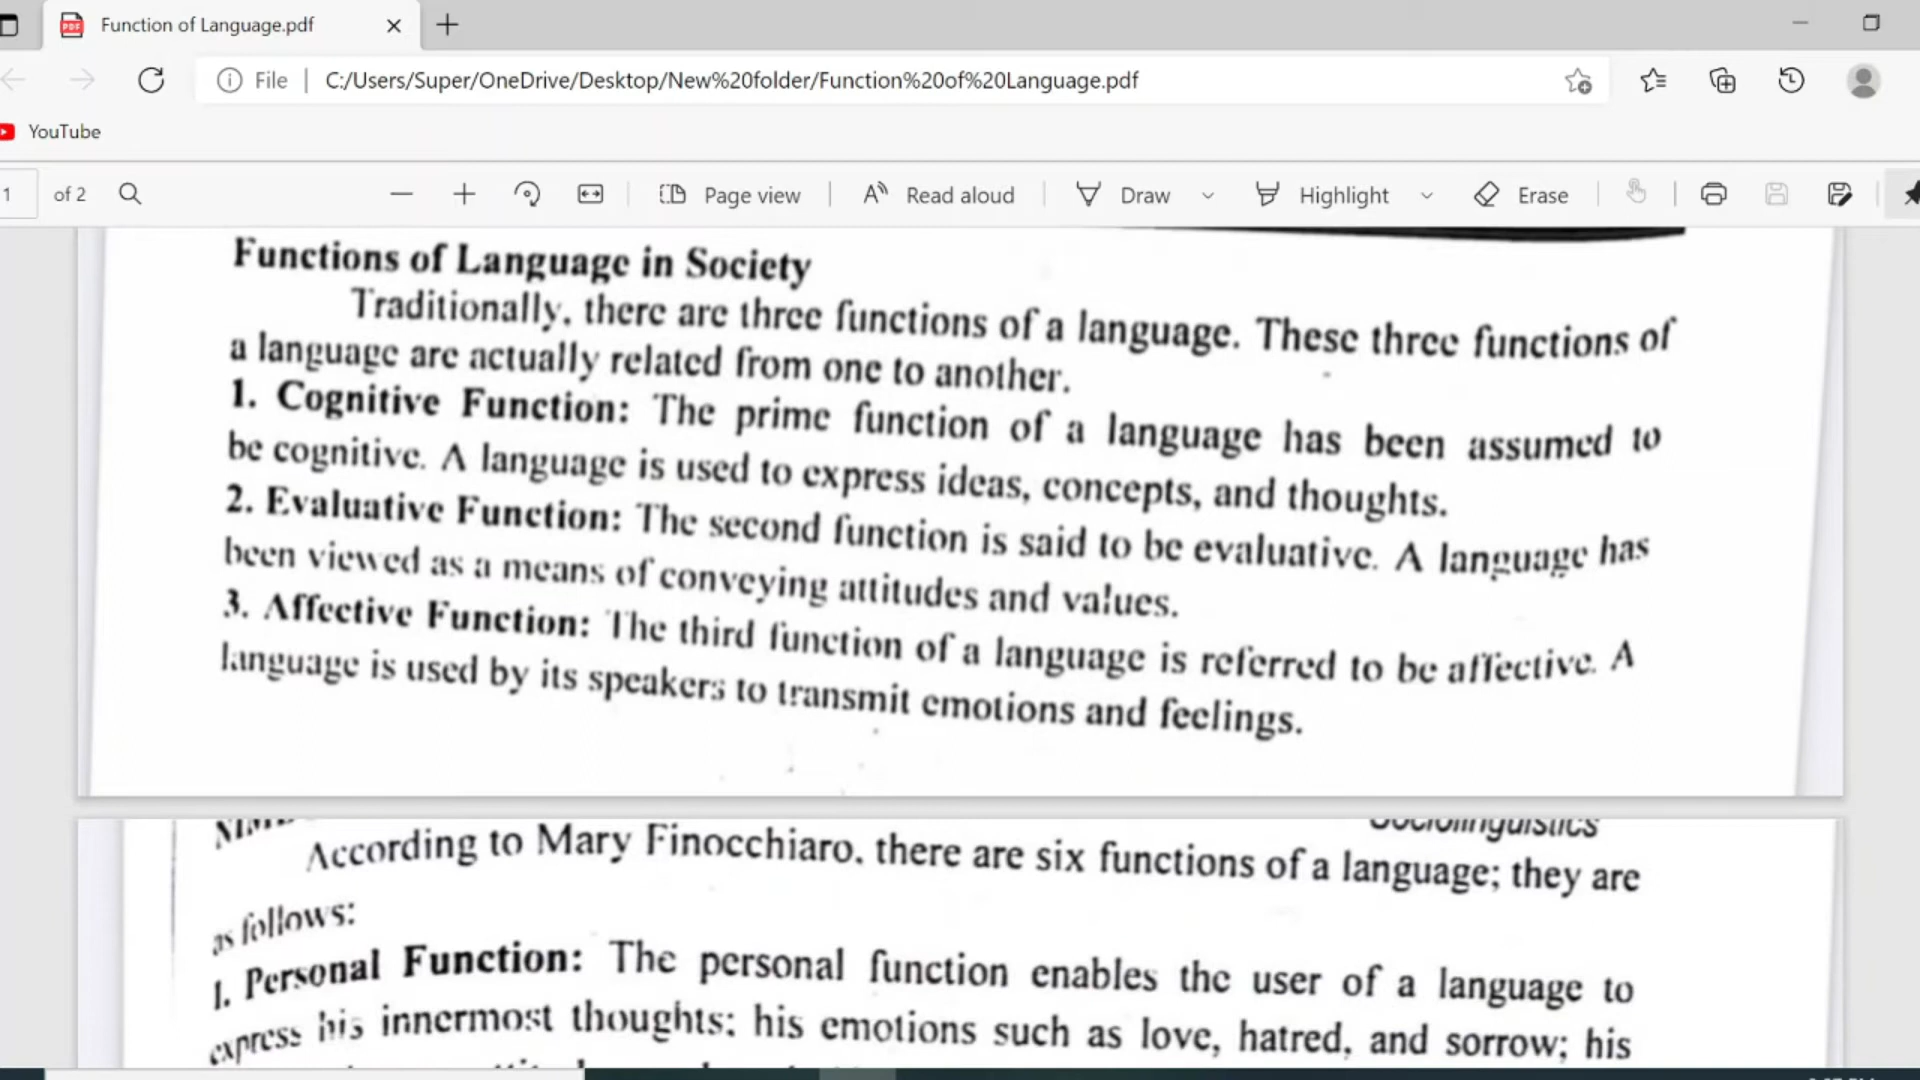 Function of Language.pdf
File
C:/Users/Super/OneDrive/Desktop/New%20folder/Function%20of%20Language.pdf
YouTube
1 of 2
Page view
Read aloud
Draw
Highlight
Erase
Functions of Language in Society
Traditionally, there are three functions of a language. These three functions of
a language are actually related from one to another.
1. Cognitive Function: The prime function of a language has been assumed to
be cognitive. A language is used to express ideas, concepts, and thoughts.
2. Evaluative Function: The second function is said to be evaluative. A language has
been viewed as a means of conveying attitudes and values.
3. Affective Function: The third function of a language is referred to be affective. A
language is used by its speakers to transmit emotions and feelings.
Sociolinguistics
According to Mary Finocchiaro, there are six functions of a language; they are
as follows:
1. Personal Function: The personal function enables the user of a language to
express his innermost thoughts; his emotions such as love, hatred, and sorrow; his